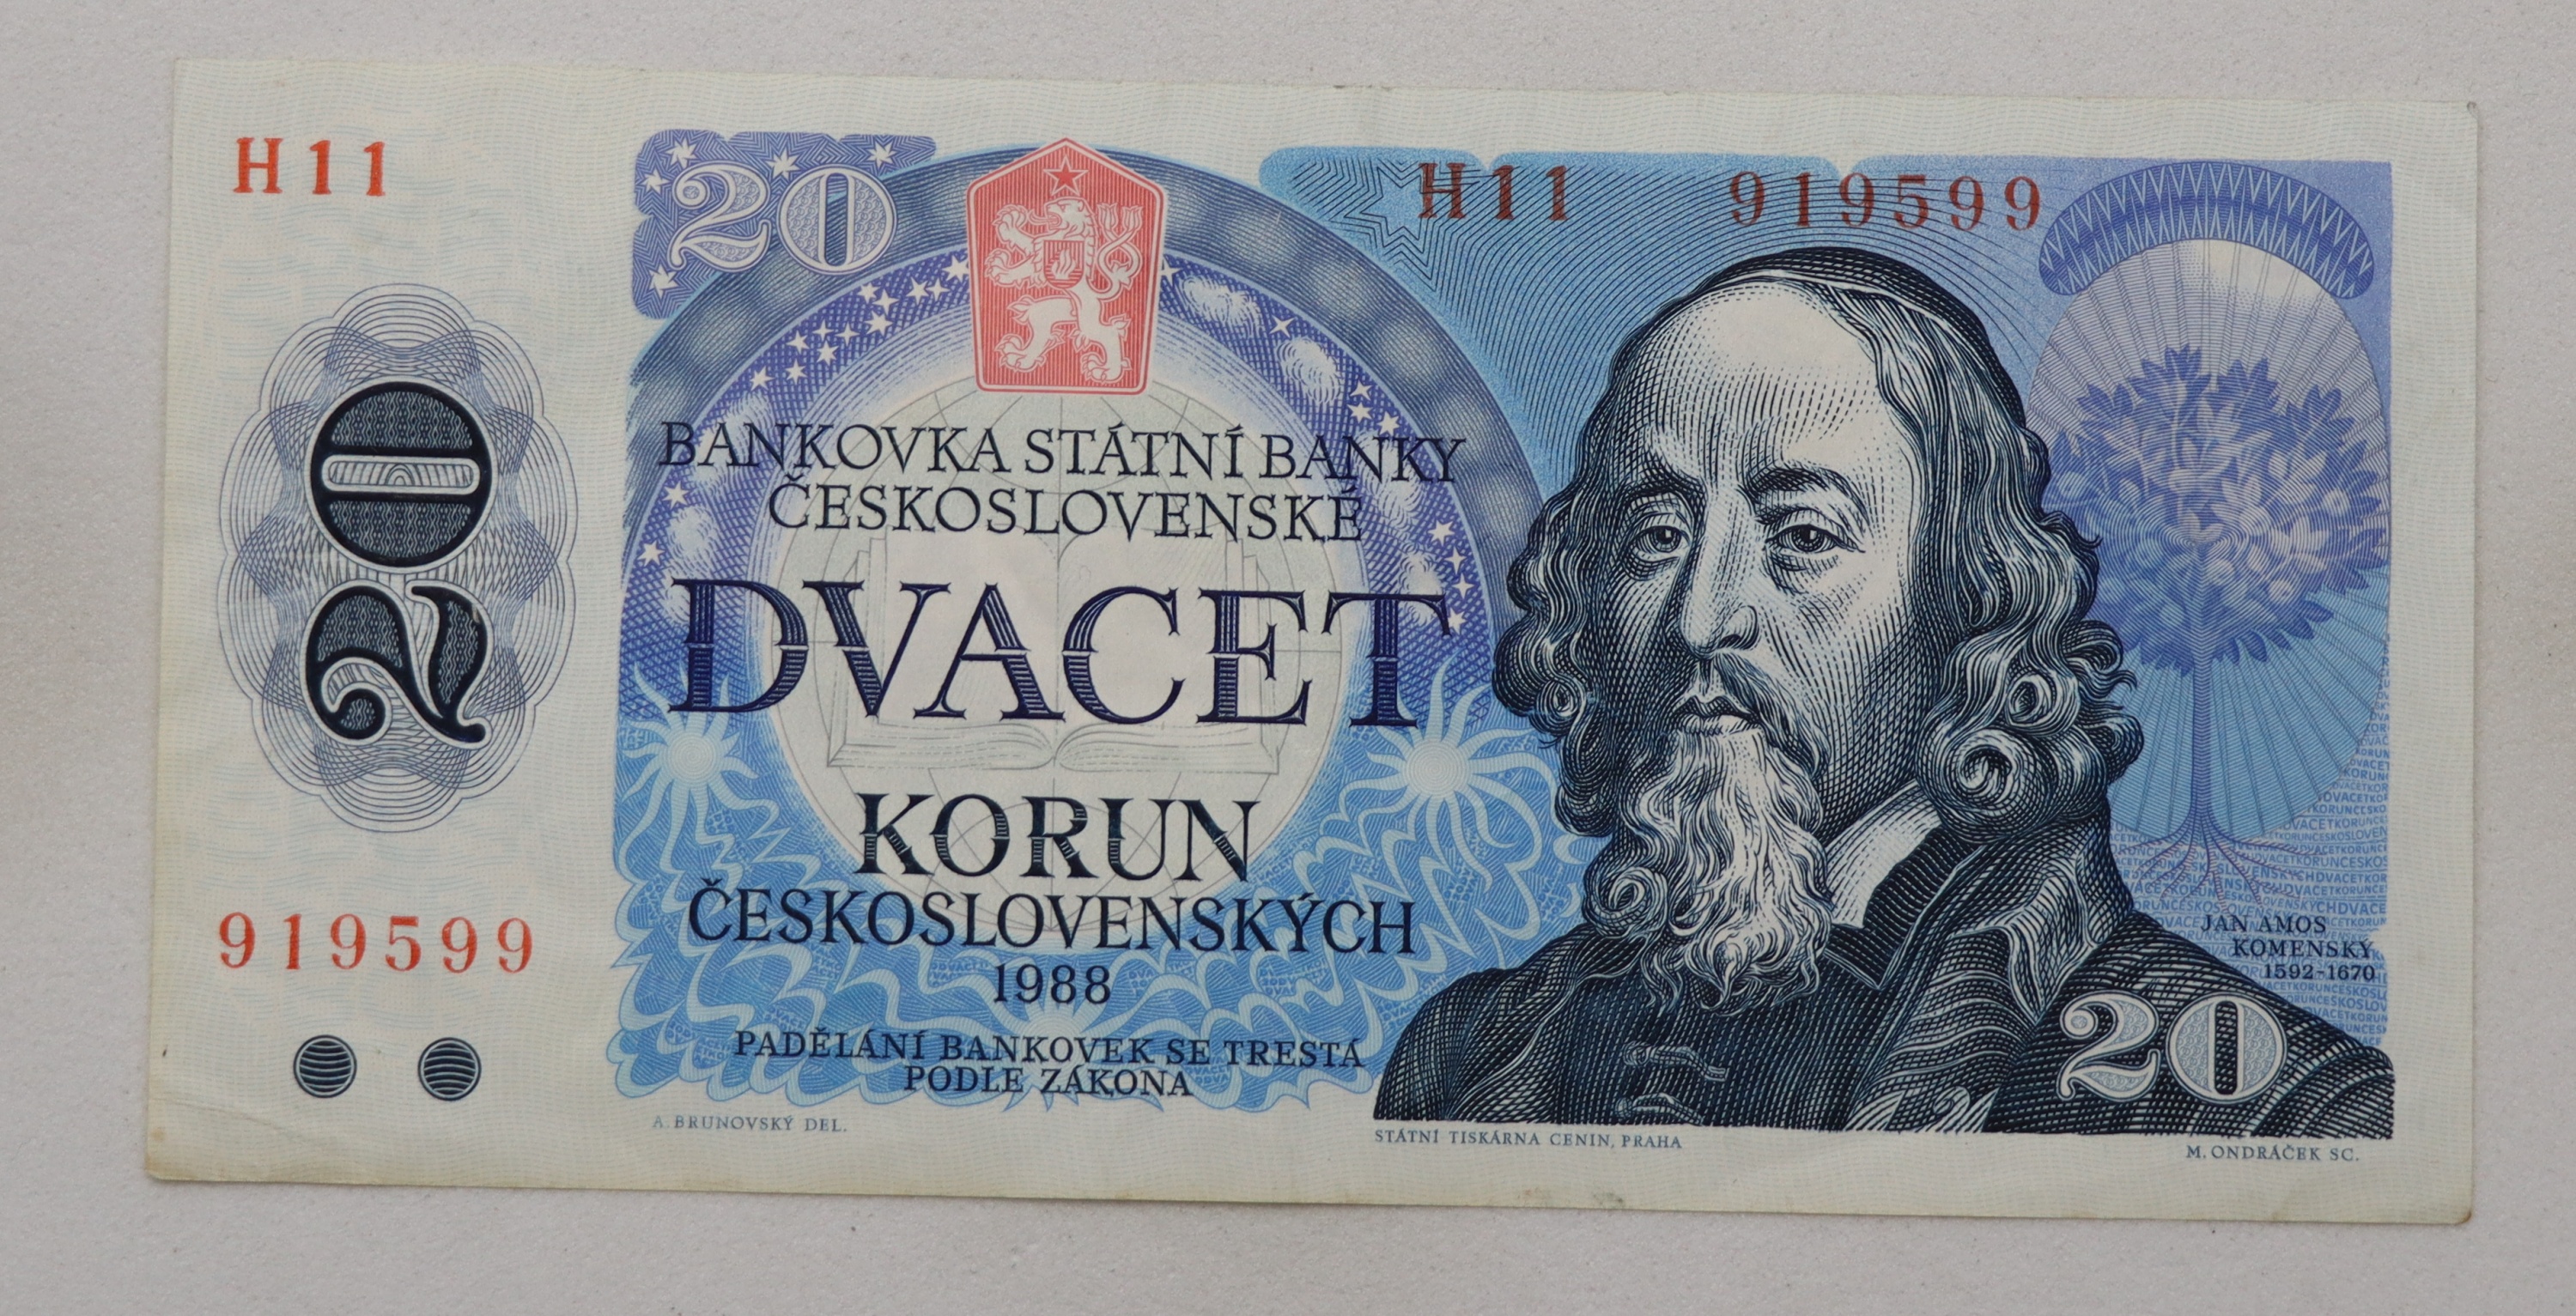 H11
20
H11 919599
20
BANKOVKA STÁTNÍ BANKY
ČESKOSLOVENSKÉ
DVACET
KORUN
ČESKOSLOVENSKÝCH
1988
919599
PADĚLÁNÍ BANKOVEK SE TRESTÁ
PODLE ZÁKONA
JAN AMOS
KOMENSKÝ
1592-1670
20
A. BRUNOVSKÝ DEL.
STÁTNÍ TISKÁRNA CENIN, PRAHA
M. ONDRÁČEK SC.